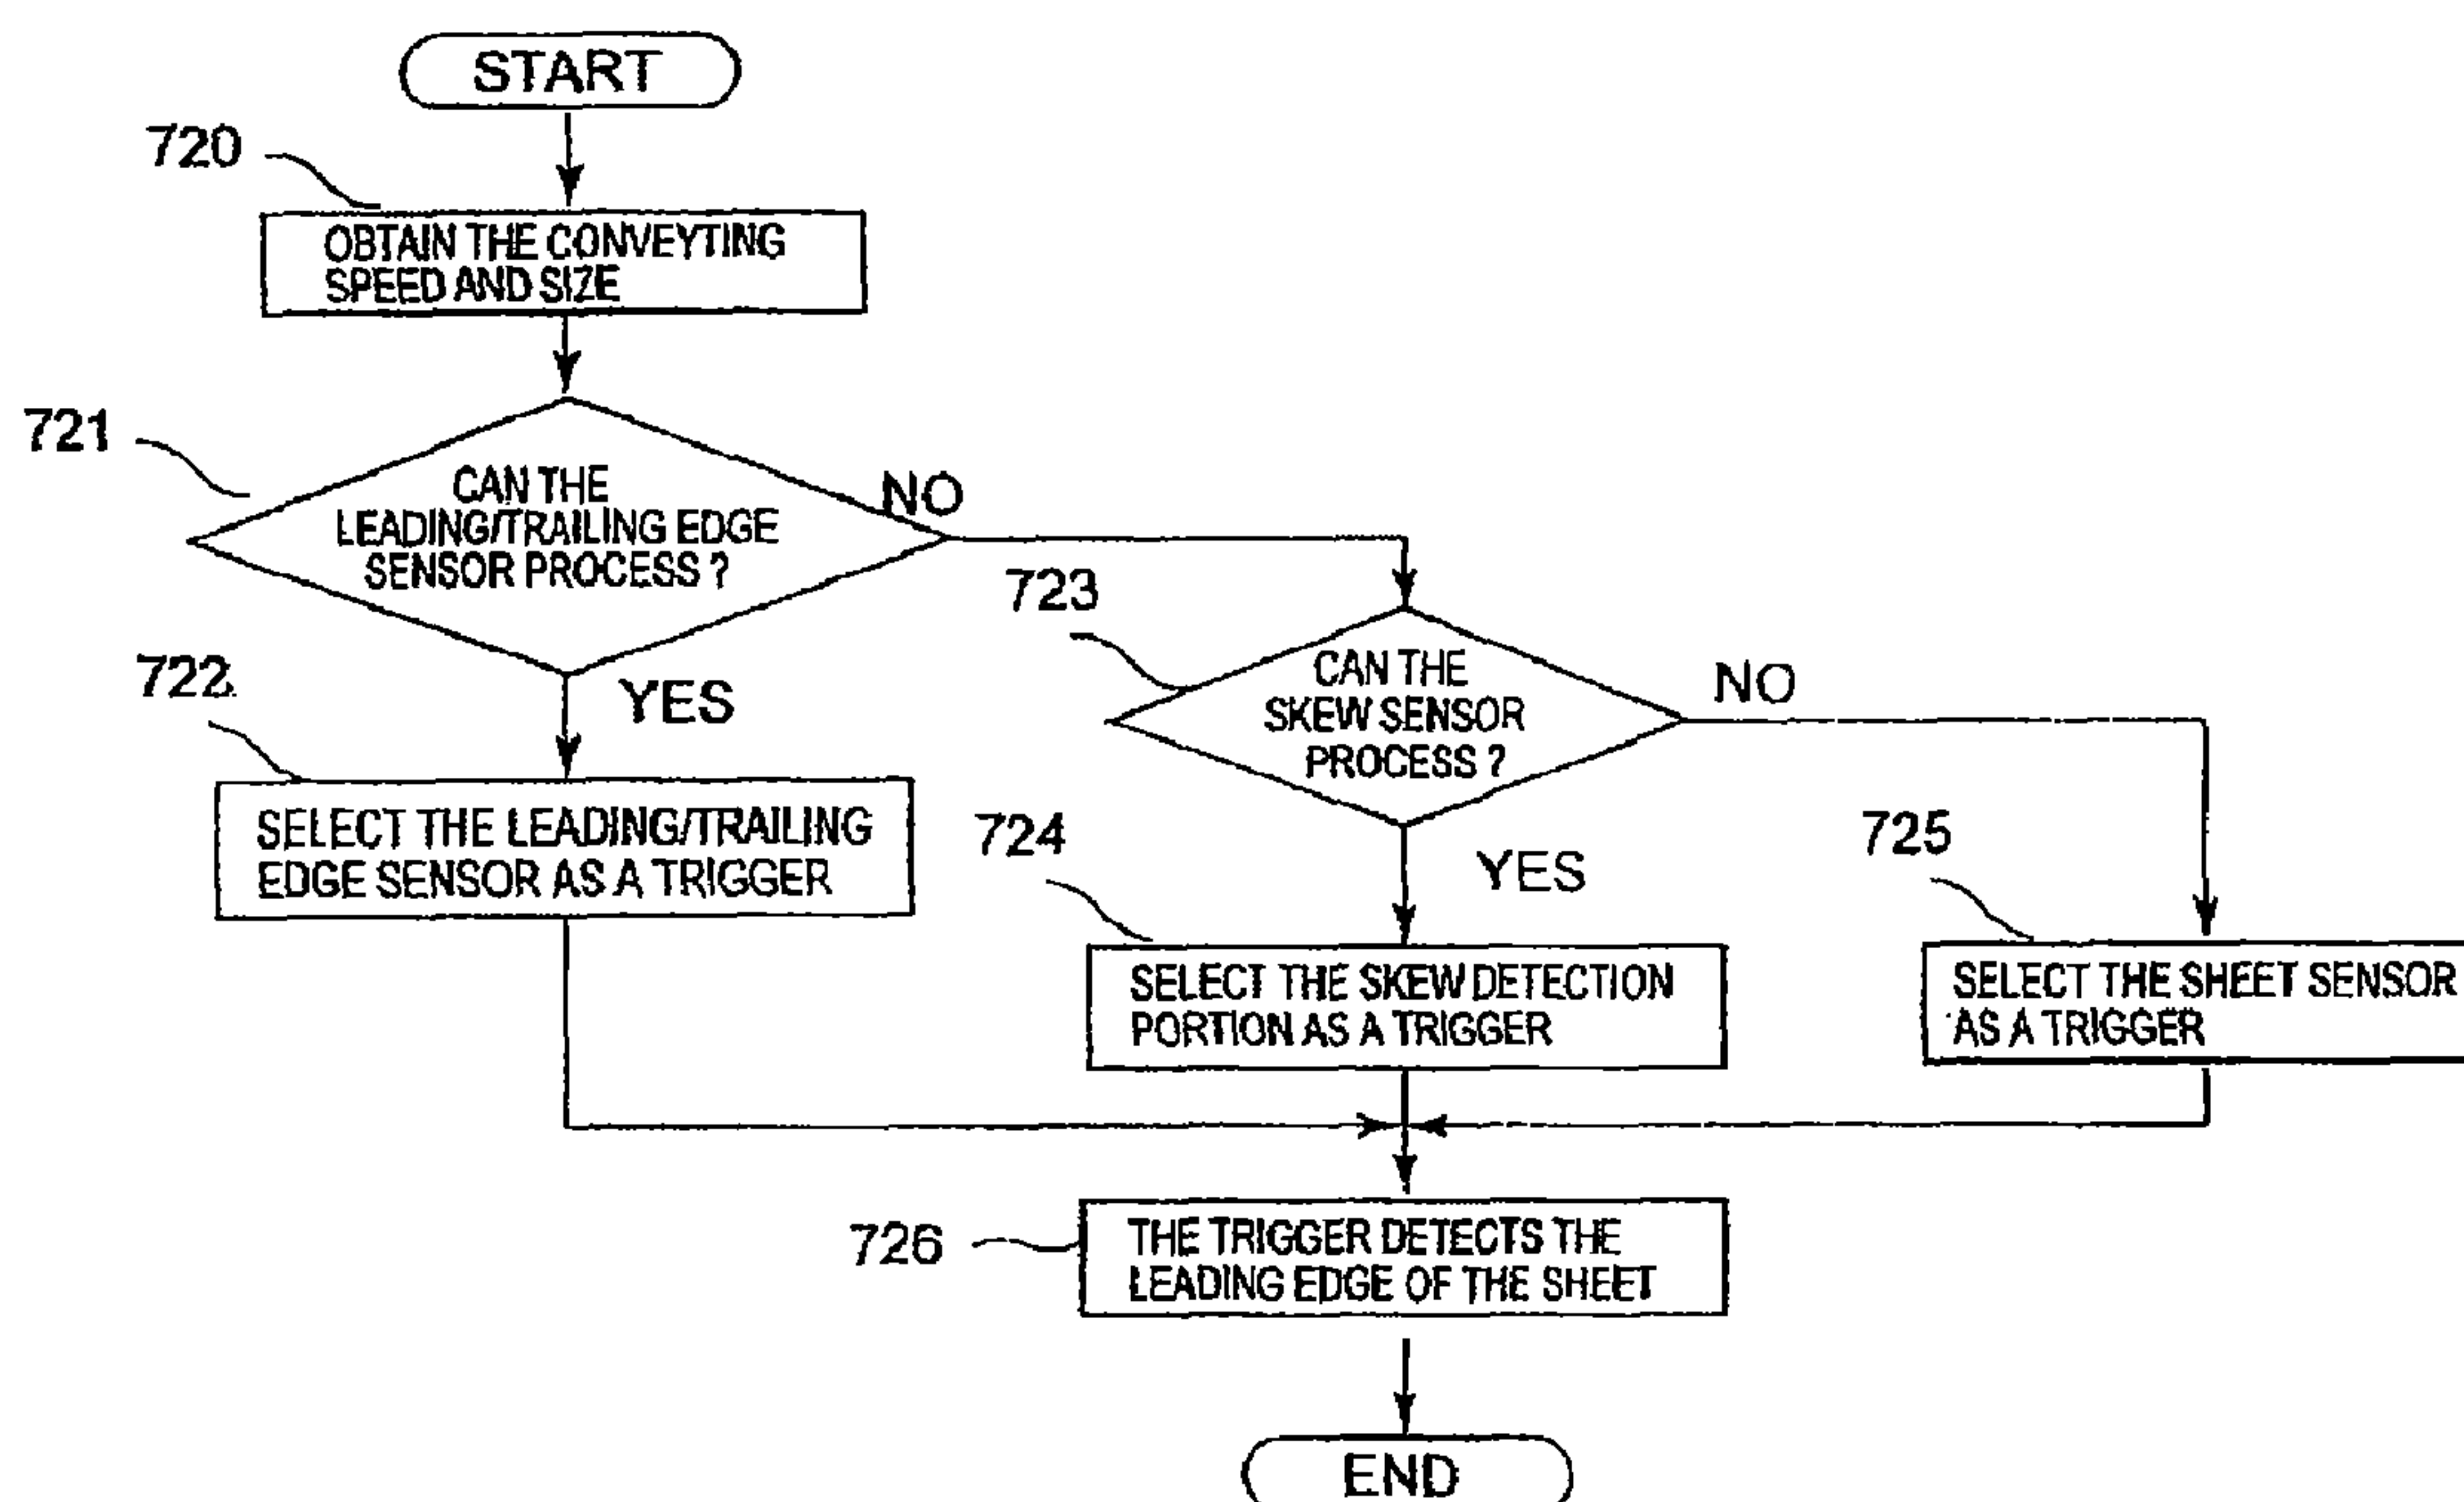 START
720
OBTAIN THE CONVEYTING
SPEED AND SIZE
721
CAN THE
LEADING/TRAILING EDGE
SENSOR PROCESS ?
NO
723
CAN THE
SKEW SENSOR
PROCESS ?
NO
722
YES
SELECT THE LEADING/TRAILING
EDGE SENSOR AS A TRIGGER
724
YES
725
SELECT THE SKEW DETECTION
PORTION AS A TRIGGER
SELECT THE SHEET SENSOR
AS A TRIGGER
726
THE TRIGGER DETECTS THE
LEADING EDGE OF THE SHEET
END